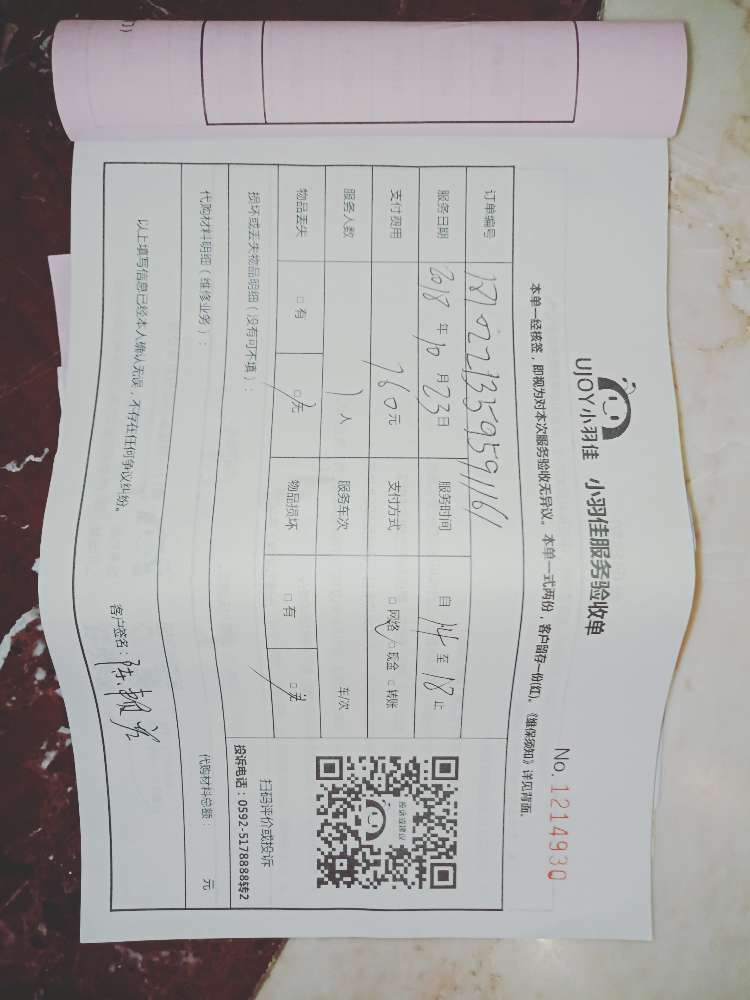 UJOY小羽佳 小羽佳服务验收单
No. 1214930
本单一经核签,即视为对本次服务验收无异议。本单一式两份,客户留存一份(红)。《维保须知》详见背面。
订单编号
服务日期 2018 年 10 月 23 日 服务时间 自 14 至 18 止
支付费用 760 元 支付方式 □ 网络 □ 现金 □ 转账
服务人数 1 人 服务车次 车/次
物品丢失 □ 有 □ 无 物品损坏 □ 有 □ 无
投诉或建议
扫码评价或投诉
投诉电话:0592-5178888转2
损坏或丢失物品明细(没有可不填):
代购材料明细(维修业务): 代购材料总额: 元
以上填写信息已经本人确认无误,不存在任何争议纠纷。
客户签名: